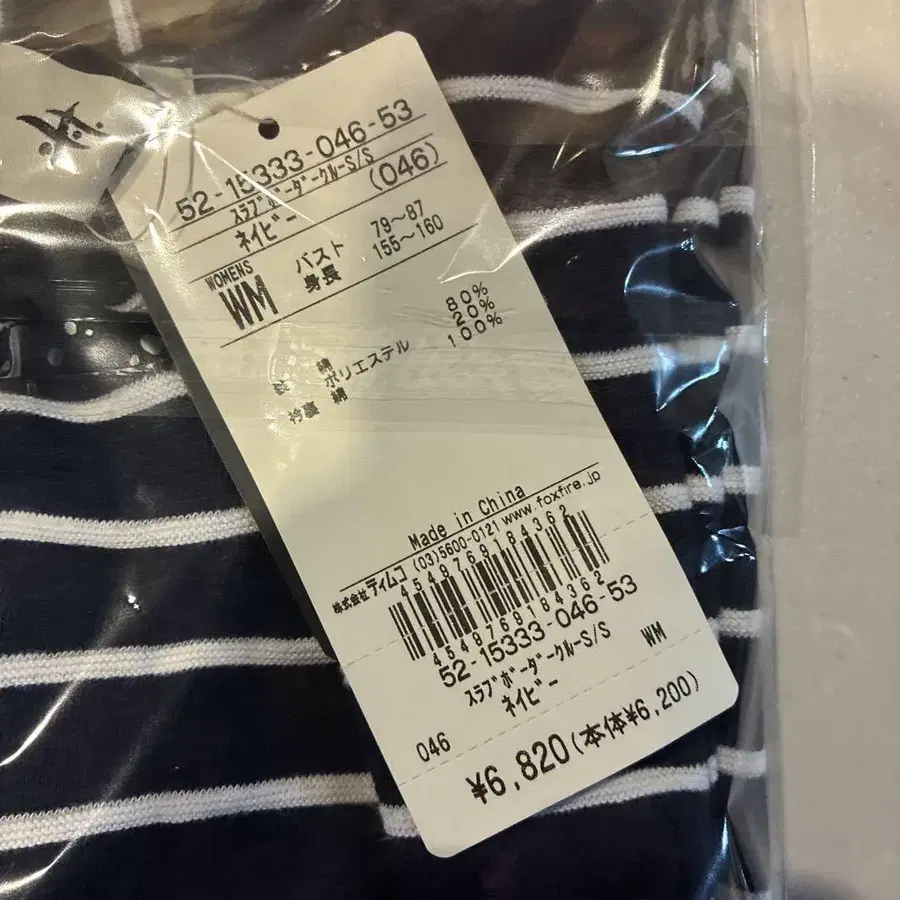 52-15333-046-53
スラブボーダークルーS/S
ネイビー (046)
WOMENS
WM
バスト 79～87
身長 155～160
綿 80%
ポリエステル 20%
衿裏 綿 100%
Made in China
株式会社 ティムコ (03)5600-0121 www.foxfire.jp
4549769184362
4549769184362
52-15333-046-53
スラブボーダークルーS/S
ネイビー WM
046
¥6,820(本体¥6,200)